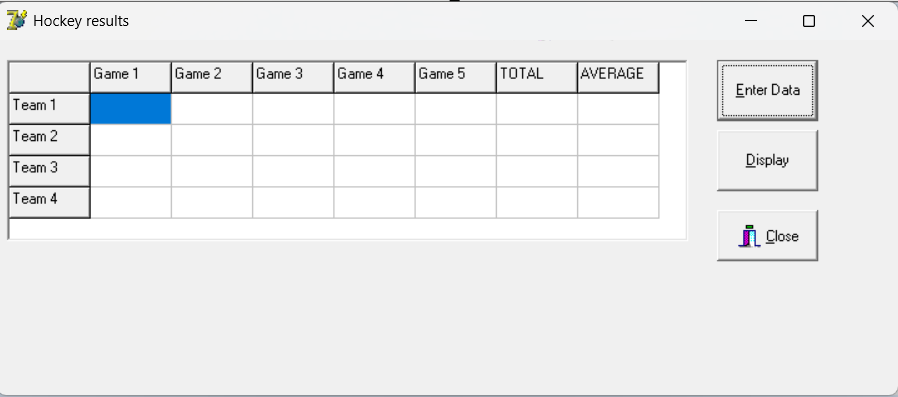 Hockey results
Game 1 Game 2 Game 3 Game 4 Game 5 TOTAL AVERAGE
Team 1
Team 2
Team 3
Team 4
Enter Data
Display
Close